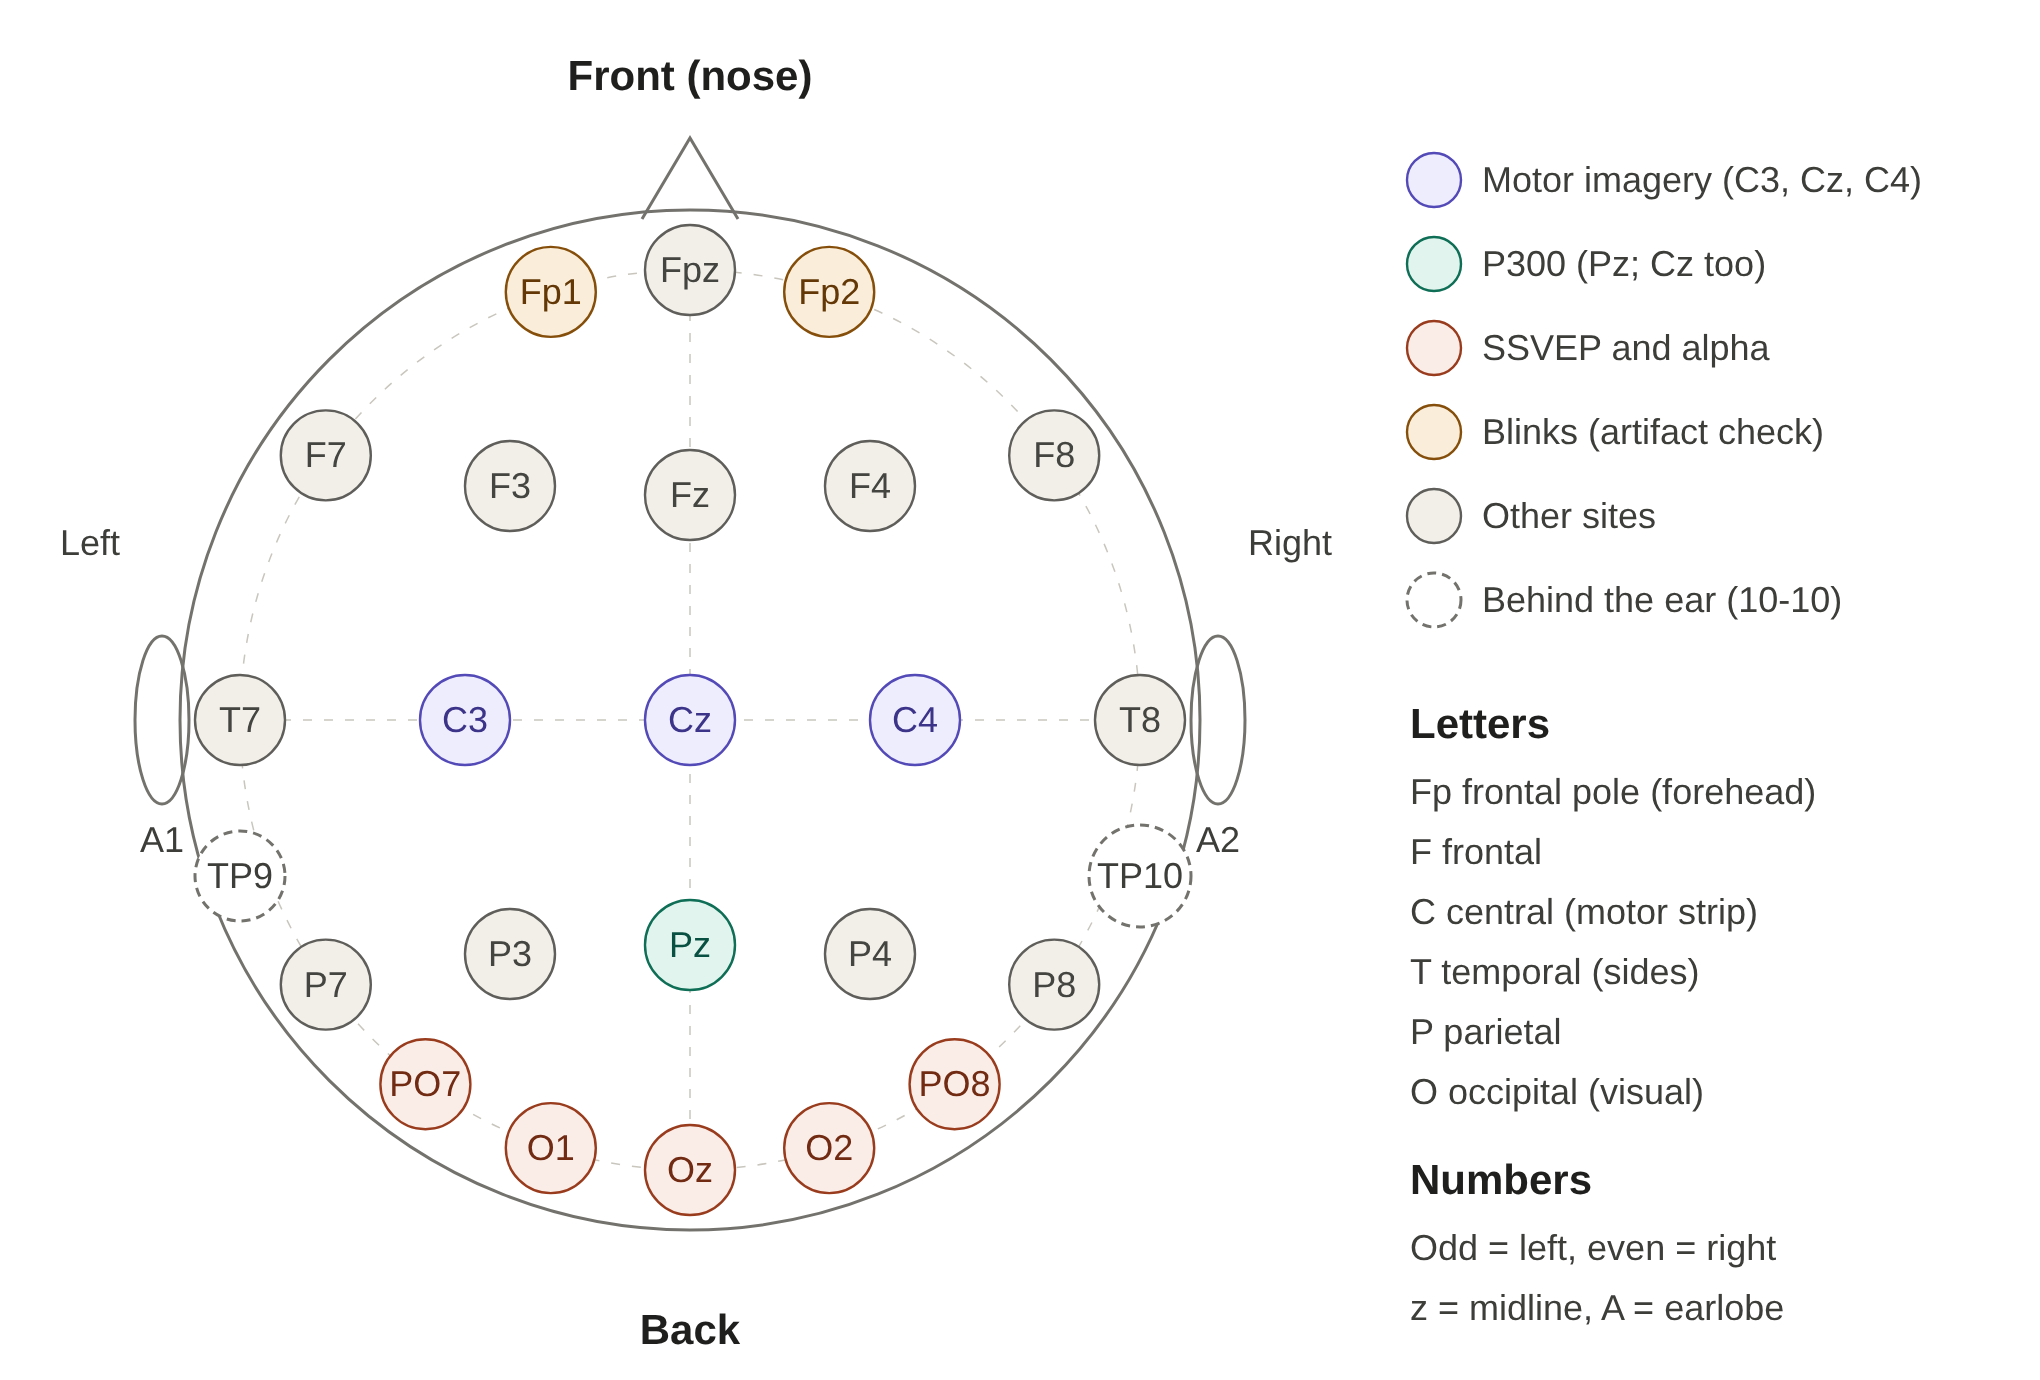 Front (nose)
Fpz
Fp1
Fp2
F7
F3
Fz
F4
F8
Left
Right
T7
C3
Cz
C4
T8
A1
A2
TP9
TP10
P7
P3
Pz
P4
P8
PO7
PO8
O1
Oz
O2
Back
Motor imagery (C3, Cz, C4)
P300 (Pz; Cz too)
SSVEP and alpha
Blinks (artifact check)
Other sites
Behind the ear (10-10)
Letters
Fp frontal pole (forehead)
F frontal
C central (motor strip)
T temporal (sides)
P parietal
O occipital (visual)
Numbers
Odd = left, even = right
z = midline, A = earlobe